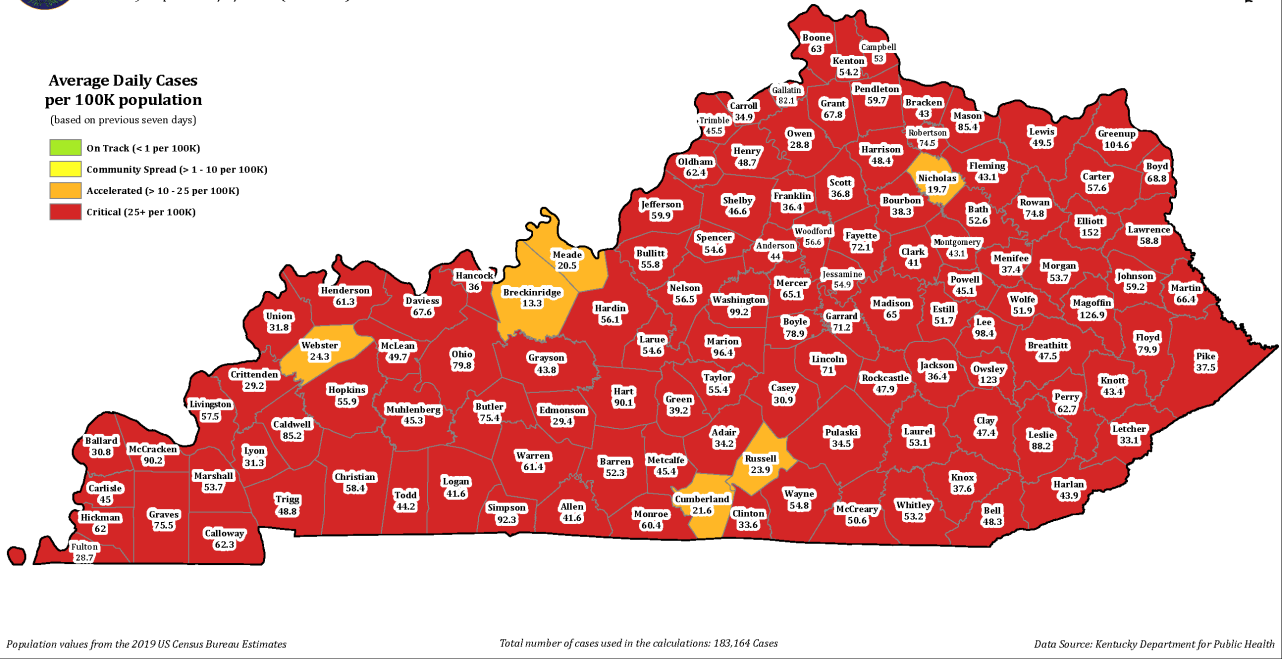 Average Daily Cases
per 100K population
(based on previous seven days)
On Track (< 1 per 100K)
Community Spread (> 1 - 10 per 100K)
Accelerated (> 10 - 25 per 100K)
Critical (25+ per 100K)
Boone
63
Campbell
53
Kenton
54.2
Gallatin
82.1
Carroll
34.9
Grant
67.8
Pendleton
59.7
Bracken
43
Mason
85.4
Trimble
45.5
Owen
28.8
Robertson
74.5
Lewis
49.5
Greenup
104.6
Henry
48.7
Harrison
48.4
Oldham
62.4
Nicholas
19.7
Fleming
43.1
Boyd
68.8
Carter
57.6
Scott
36.8
Jefferson
59.9
Shelby
46.6
Franklin
36.4
Bourbon
38.3
Bath
52.6
Rowan
74.8
Elliott
152
Lawrence
58.8
Spencer
54.6
Anderson
44
Woodford
56.6
Fayette
72.1
Clark
41
Montgomery
43.1
Menifee
37.4
Morgan
53.7
Johnson
59.2
Martin
66.4
Meade
20.5
Bullitt
55.8
Jessamine
54.9
Powell
45.1
Hancock
36
Breckinridge
13.3
Henderson
61.3
Daviess
67.6
Nelson
56.5
Washington
99.2
Mercer
65.1
Madison
65
Estill
51.7
Wolfe
51.9
Magoffin
126.9
Union
31.8
Hardin
56.1
Boyle
78.9
Garrard
71.2
Lee
98.4
Webster
24.3
McLean
49.7
Ohio
79.8
Grayson
43.8
Larue
54.6
Marion
96.4
Lincoln
71
Breathitt
47.5
Floyd
79.9
Pike
37.5
Crittenden
29.2
Hopkins
55.9
Taylor
55.4
Casey
30.9
Rockcastle
47.9
Jackson
36.4
Owsley
123
Knott
43.4
Livingston
57.5
Caldwell
85.2
Muhlenberg
45.3
Butler
75.4
Edmonson
29.4
Hart
90.1
Green
39.2
Perry
62.7
Ballard
30.8
McCracken
90.2
Lyon
31.3
Adair
34.2
Pulaski
34.5
Laurel
53.1
Clay
47.4
Leslie
88.2
Letcher
33.1
Marshall
53.7
Christian
58.4
Warren
61.4
Barren
52.3
Metcalfe
45.4
Russell
23.9
Carlisle
45
Trigg
48.8
Todd
44.2
Logan
41.6
Knox
37.6
Harlan
43.9
Hickman
62
Graves
75.5
Calloway
62.3
Simpson
92.3
Allen
41.6
Monroe
60.4
Cumberland
21.6
Clinton
33.6
Wayne
54.8
McCreary
50.6
Whitley
53.2
Bell
48.3
Fulton
28.7
Population values from the 2019 US Census Bureau Estimates
Total number of cases used in the calculations: 183,164 Cases
Data Source: Kentucky Department for Public Health